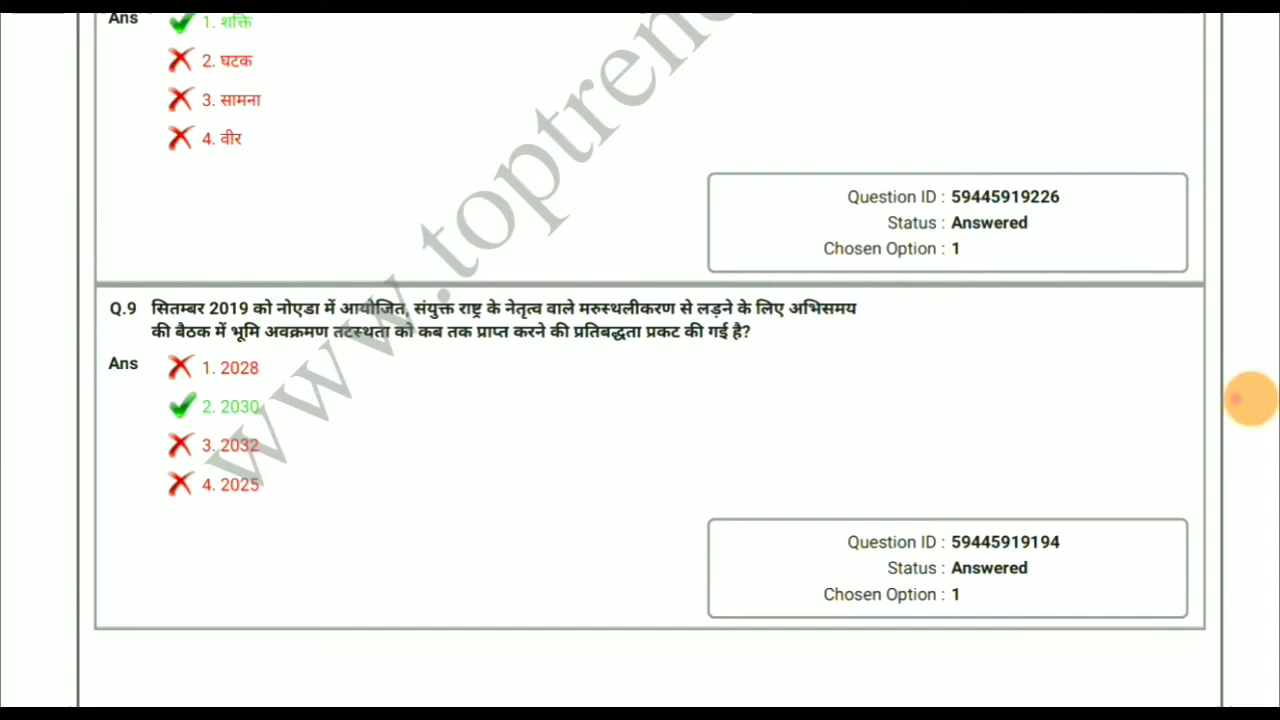 Ans
1. शक्ति
2. घटक
3. सामना
4. वीर
Question ID : 59445919226
Status : Answered
Chosen Option : 1
Q.9 सितम्बर 2019 को नोएडा में आयोजित, संयुक्त राष्ट्र के नेतृत्व वाले मरुस्थलीकरण से लड़ने के लिए अभिसमय
की बैठक में भूमि अवक्रमण तटस्थता को कब तक प्राप्त करने की प्रतिबद्धता प्रकट की गई है?
Ans
1. 2028
2. 2030
3. 2032
4. 2025
Question ID : 59445919194
Status : Answered
Chosen Option : 1
www.toptren